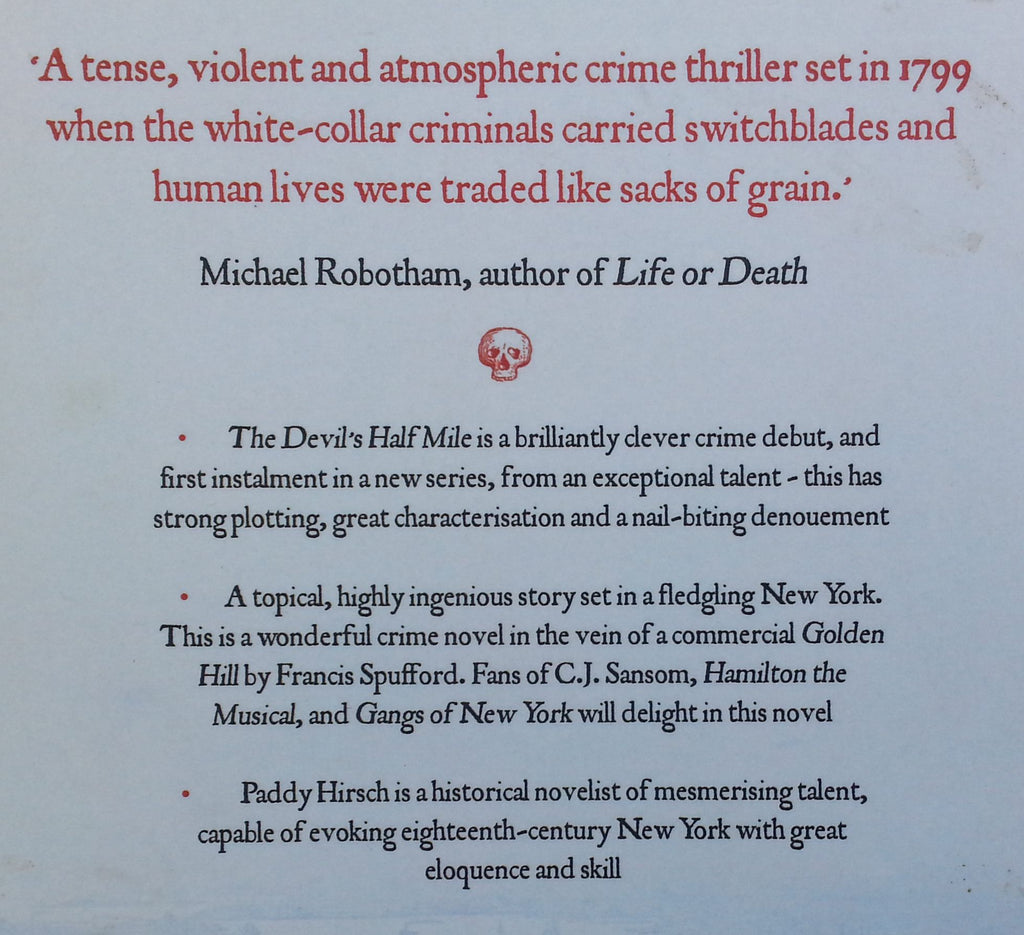 ‘A tense, violent and atmospheric crime thriller set in 1799
when the white-collar criminals carried switchblades and
human lives were traded like sacks of grain.’
Michael Robotham, author of Life or Death
• The Devil's Half Mile is a brilliantly clever crime debut, and
first instalment in a new series, from an exceptional talent - this has
strong plotting, great characterisation and a nail-biting denouement
• A topical, highly ingenious story set in a fledgling New York.
This is a wonderful crime novel in the vein of a commercial Golden
Hill by Francis Spufford. Fans of C.J. Sansom, Hamilton the
Musical, and Gangs of New York will delight in this novel
• Paddy Hirsch is a historical novelist of mesmerising talent,
capable of evoking eighteenth-century New York with great
eloquence and skill